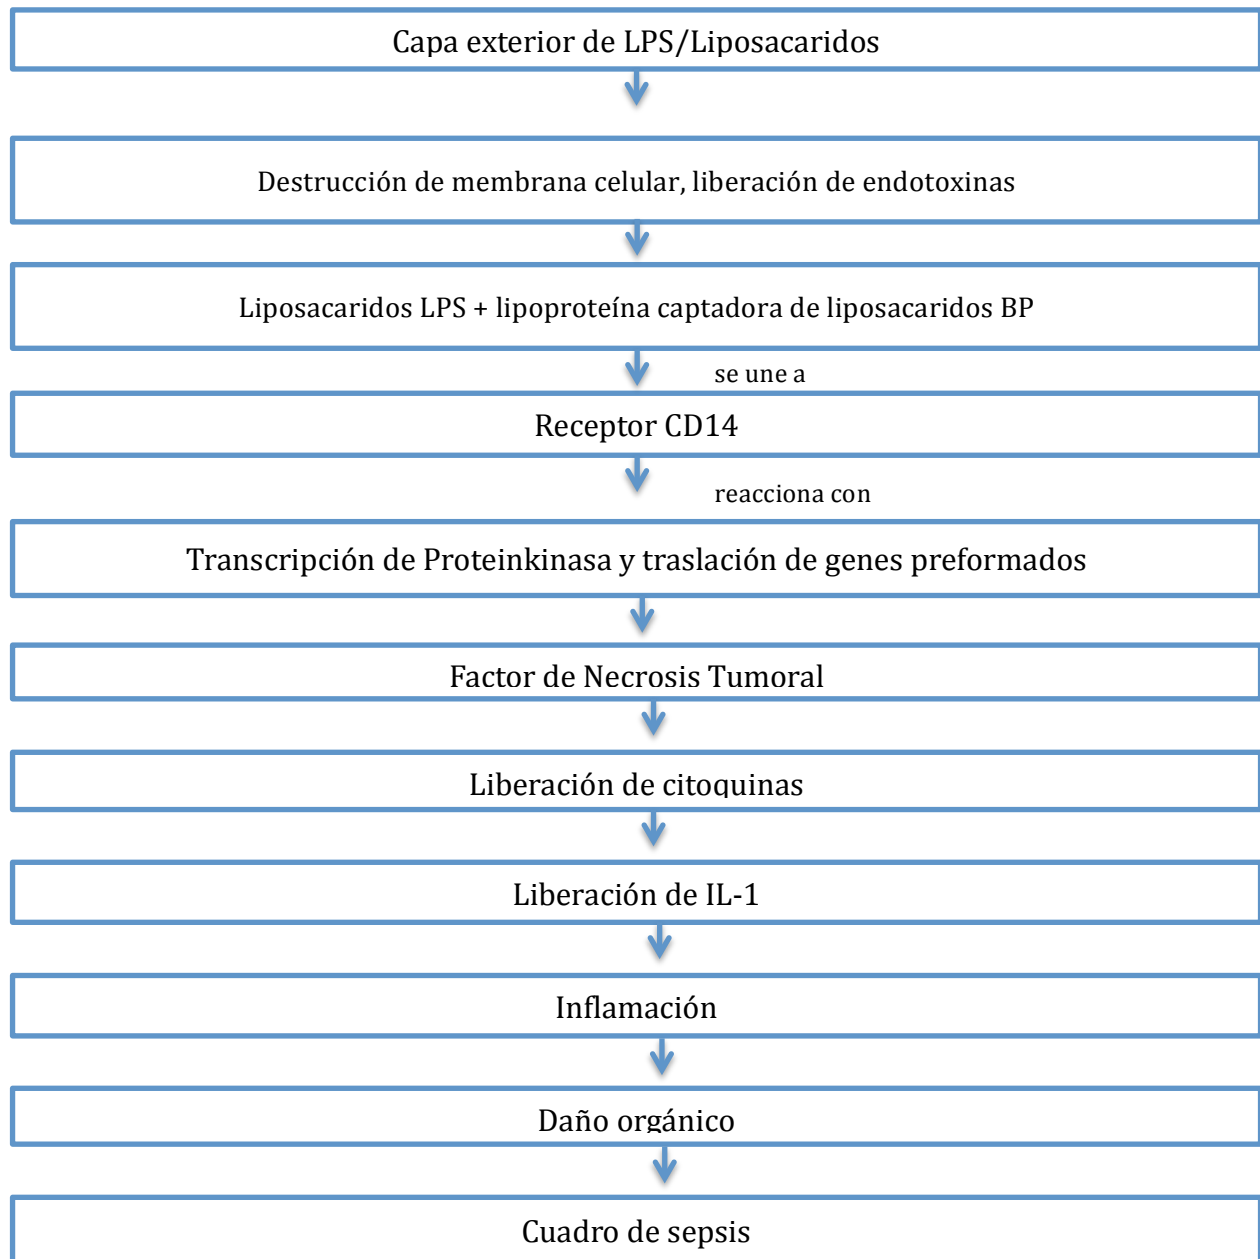 Capa exterior de LPS/Liposacaridos
Destrucción de membrana celular, liberación de endotoxinas
Liposacaridos LPS + lipoproteína captadora de liposacaridos BP
se une a
Receptor CD14
reacciona con
Transcripción de Proteinkinasa y traslación de genes preformados
Factor de Necrosis Tumoral
Liberación de citoquinas
Liberación de IL-1
Inflamación
Daño orgánico
Cuadro de sepsis